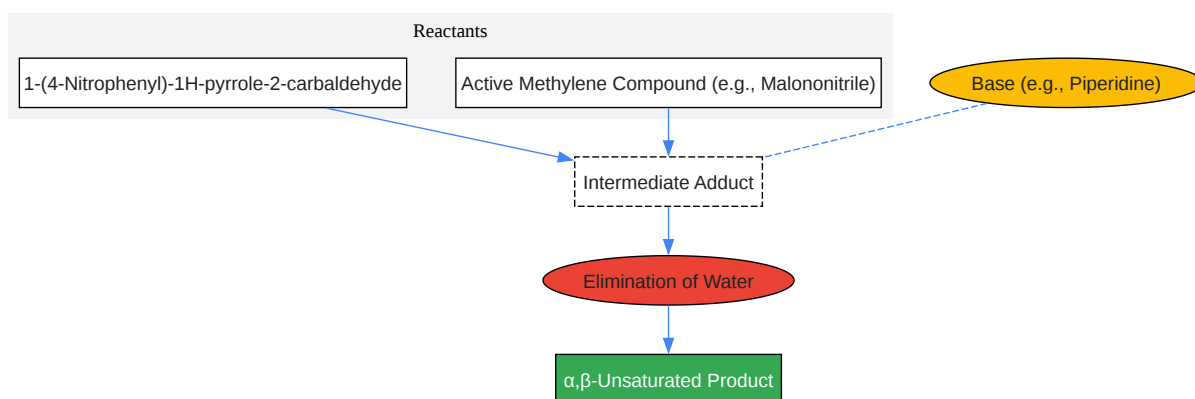 Reactants
1-(4-Nitrophenyl)-1H-pyrrole-2-carbaldehyde
Active Methylene Compound (e.g., Malononitrile)
Base (e.g., Piperidine)
Intermediate Adduct
Elimination of Water
α,β-Unsaturated Product